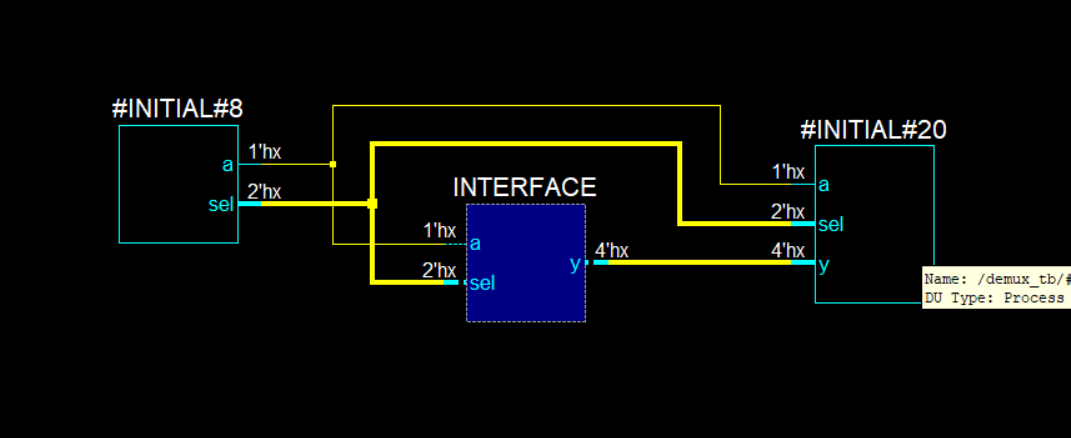 #INITIAL#8
a 1'hx
sel 2'hx
INTERFACE
1'hx a
2'hx sel
y 4'hx
#INITIAL#20
1'hx a
2'hx sel
4'hx y
Name: /demux_tb/#
DU Type: Process